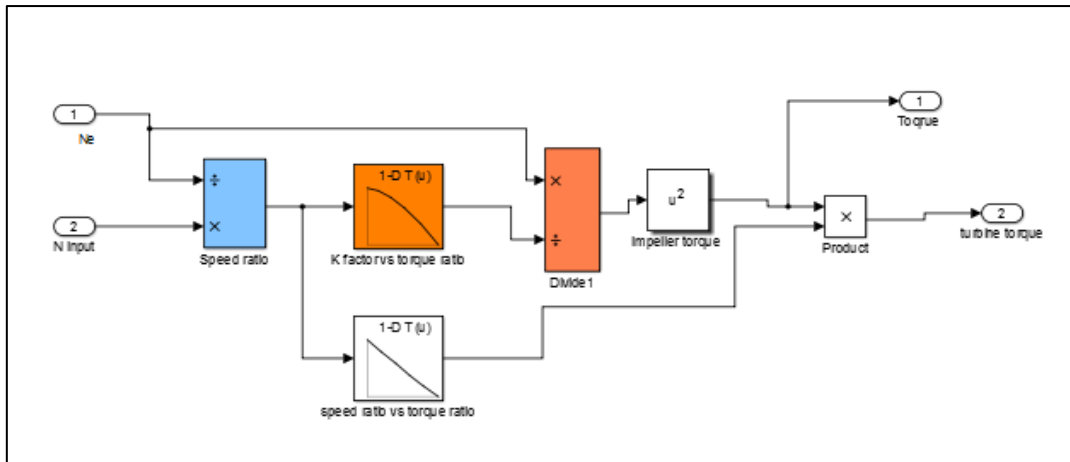 1
Ne
2
N Input
÷
×
Speed ratio
1-D T(u)
K factor vs torque ratio
1-D T(u)
speed ratio vs torque ratio
×
÷
Divide1
u²
Impeller torque
×
Product
1
Toqrue
2
turbine torque